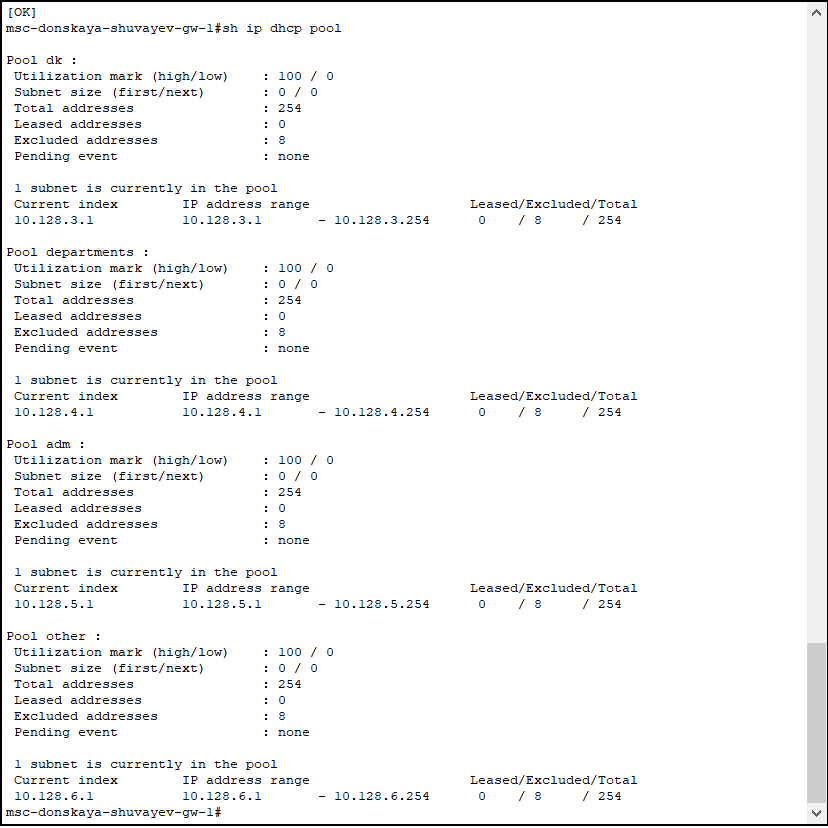 [OK]
msc-donskaya-shuvayev-gw-1#sh ip dhcp pool
Pool dk :
Utilization mark (high/low) : 100 / 0
Subnet size (first/next) : 0 / 0
Total addresses : 254
Leased addresses : 0
Excluded addresses : 8
Pending event : none
1 subnet is currently in the pool
Current index IP address range Leased/Excluded/Total
10.128.3.1 10.128.3.1 - 10.128.3.254 0 / 8 / 254
Pool departments :
Utilization mark (high/low) : 100 / 0
Subnet size (first/next) : 0 / 0
Total addresses : 254
Leased addresses : 0
Excluded addresses : 8
Pending event : none
1 subnet is currently in the pool
Current index IP address range Leased/Excluded/Total
10.128.4.1 10.128.4.1 - 10.128.4.254 0 / 8 / 254
Pool adm :
Utilization mark (high/low) : 100 / 0
Subnet size (first/next) : 0 / 0
Total addresses : 254
Leased addresses : 0
Excluded addresses : 8
Pending event : none
1 subnet is currently in the pool
Current index IP address range Leased/Excluded/Total
10.128.5.1 10.128.5.1 - 10.128.5.254 0 / 8 / 254
Pool other :
Utilization mark (high/low) : 100 / 0
Subnet size (first/next) : 0 / 0
Total addresses : 254
Leased addresses : 0
Excluded addresses : 8
Pending event : none
1 subnet is currently in the pool
Current index IP address range Leased/Excluded/Total
10.128.6.1 10.128.6.1 - 10.128.6.254 0 / 8 / 254
msc-donskaya-shuvayev-gw-1#